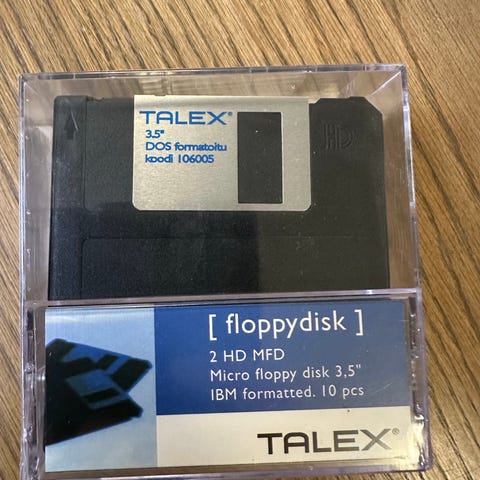 TALEX®
3.5"
DOS formatoitu
koodi 106005
HD
[ floppydisk ]
2 HD MFD
Micro floppy disk 3,5"
IBM formatted. 10 pcs
TALEX®